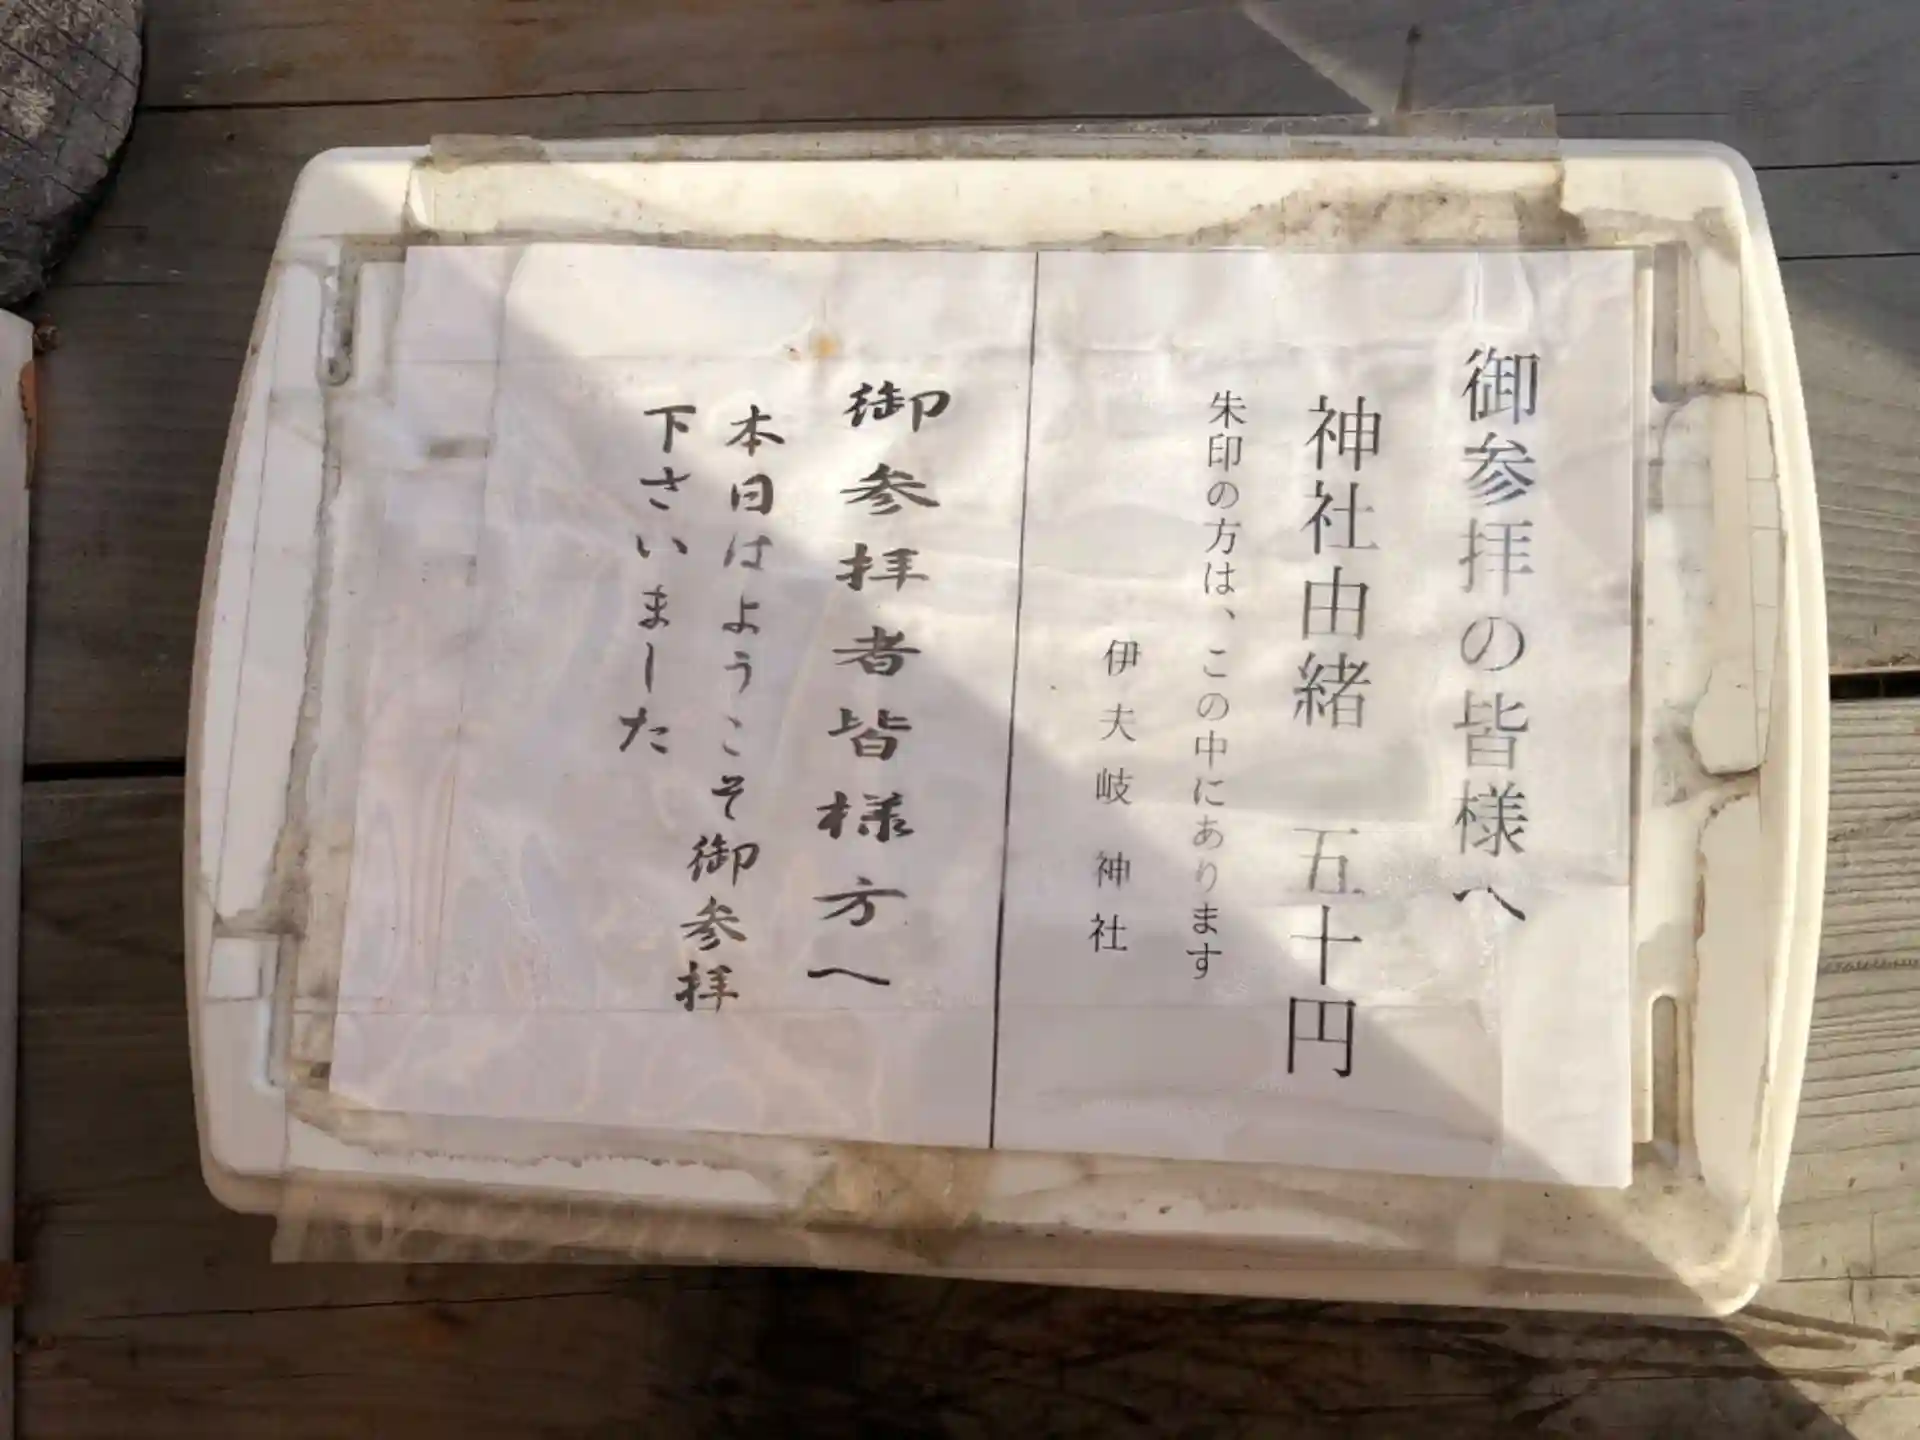 御参拝の皆様へ
神社由緒 五十円
朱印の方は、この中にあります
伊夫岐神社
御参拝者皆様方へ
本日はようこそ御参拝
下さいました